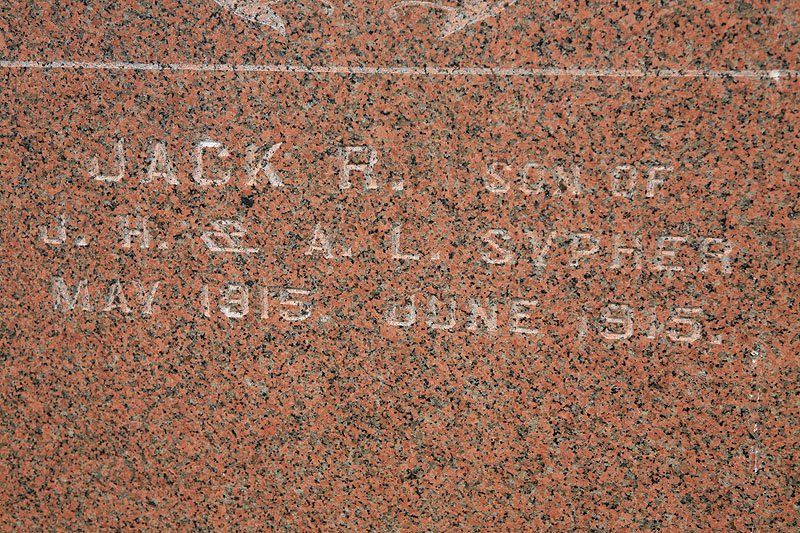 JACK R. SON OF
J. H. & A. L. SYPHER
MAY 1915. JUNE 1915.